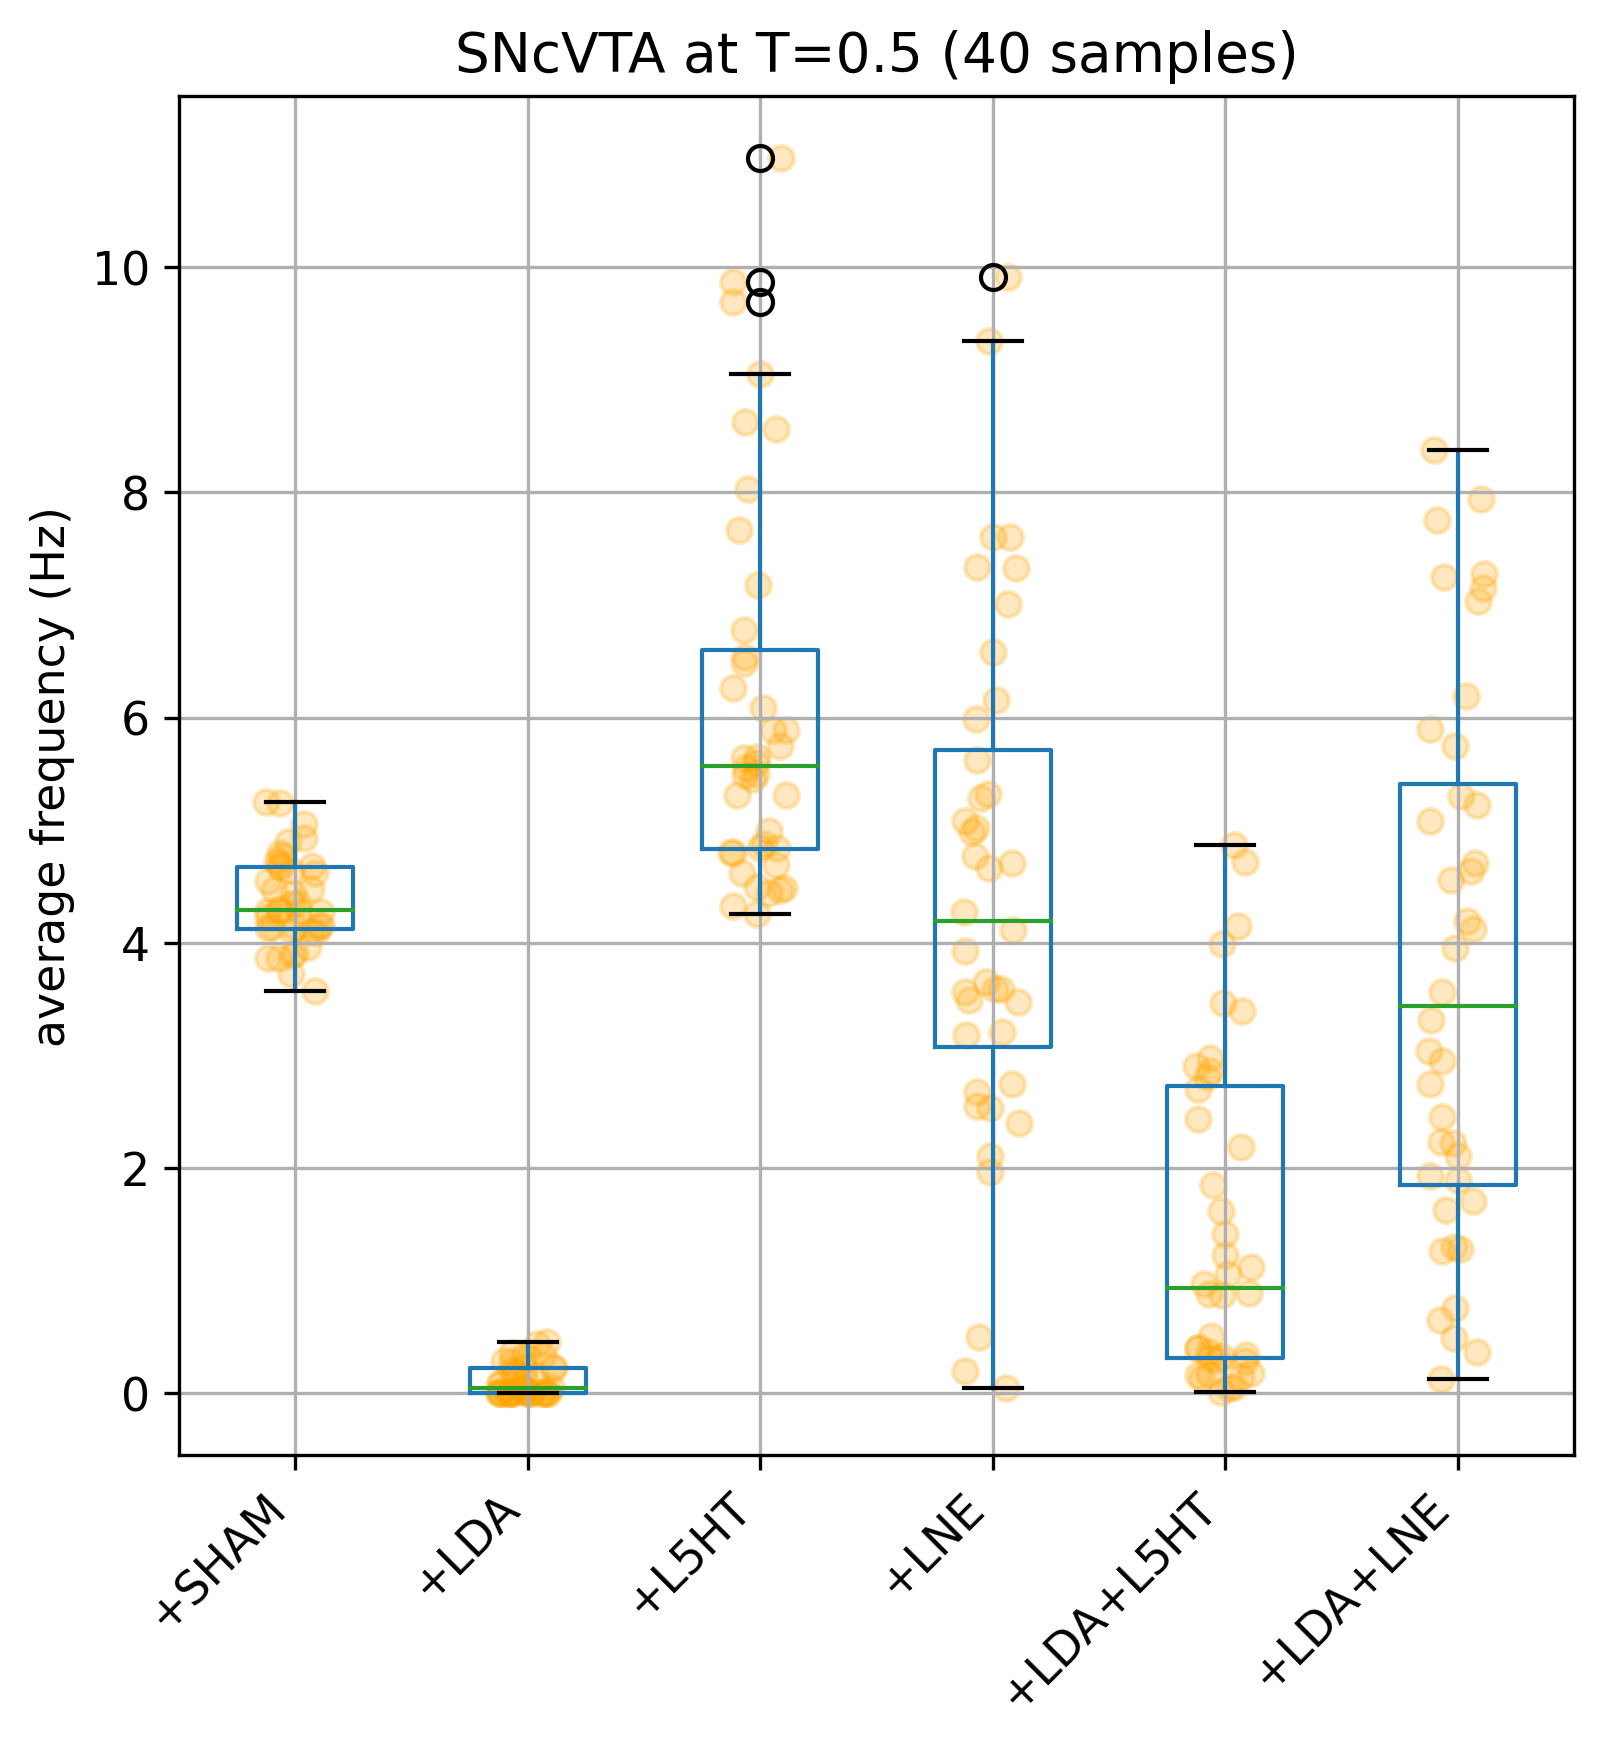 SNcVTA at T=0.5 (40 samples)
average frequency (Hz)
10
8
6
4
2
0
+SHAM
+LDA
+L5HT
+LNE
+LDA+L5HT
+LDA+LNE